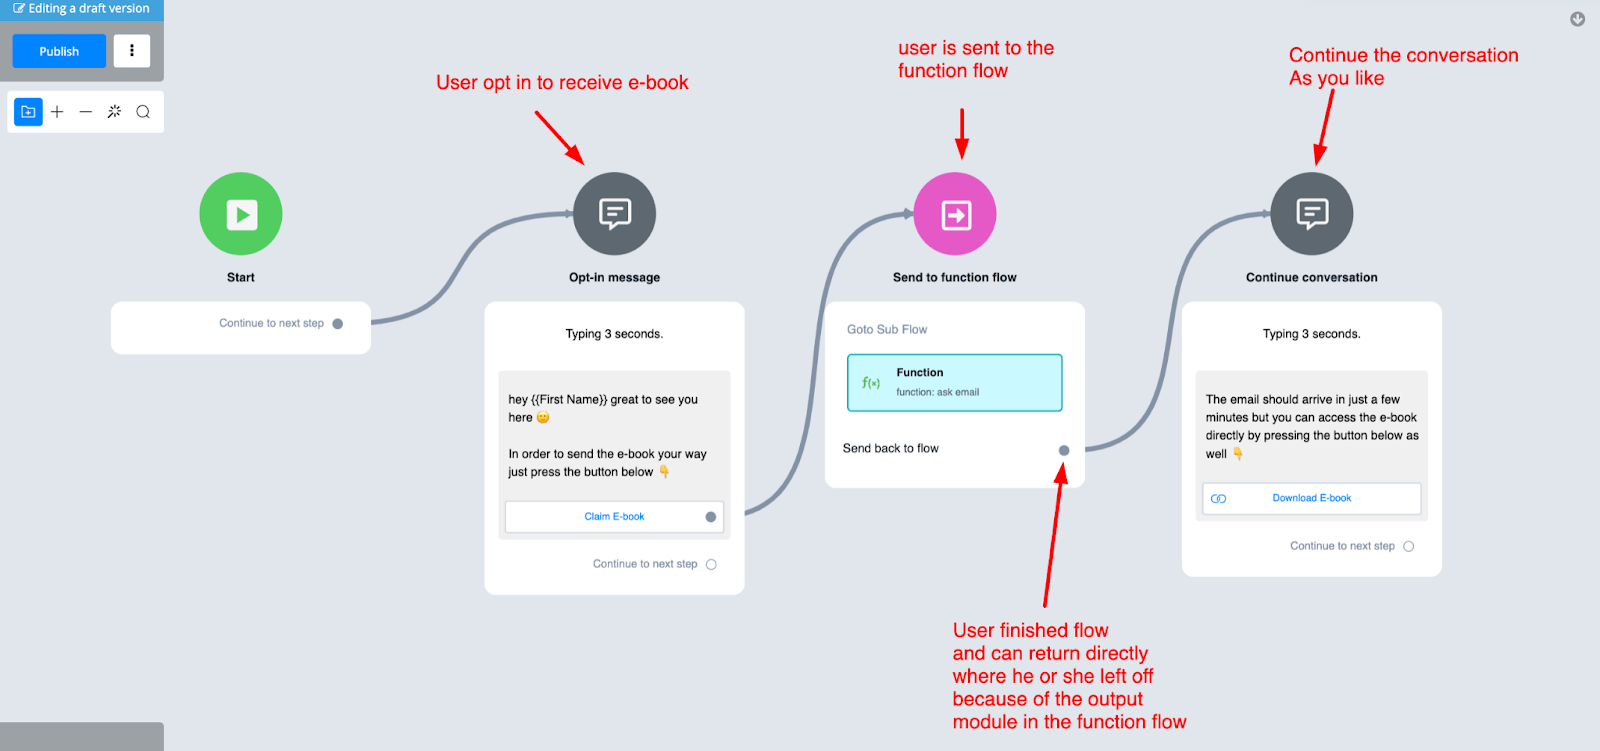 Editing a draft version
Publish
User opt in to receive e-book
user is sent to the
function flow
Continue the conversation
As you like
Start
Continue to next step
Opt-in message
Typing 3 seconds.
hey {{First Name}} great to see you
here 🙂
In order to send the e-book your way
just press the button below 👇
Claim E-book
Continue to next step
Send to function flow
Goto Sub Flow
f(x)
Function
function: ask email
Send back to flow
User finished flow
and can return directly
where he or she left off
because of the output
module in the function flow
Continue conversation
Typing 3 seconds.
The email should arrive in just a few
minutes but you can access the e-book
directly by pressing the button below as
well 👇
Download E-book
Continue to next step